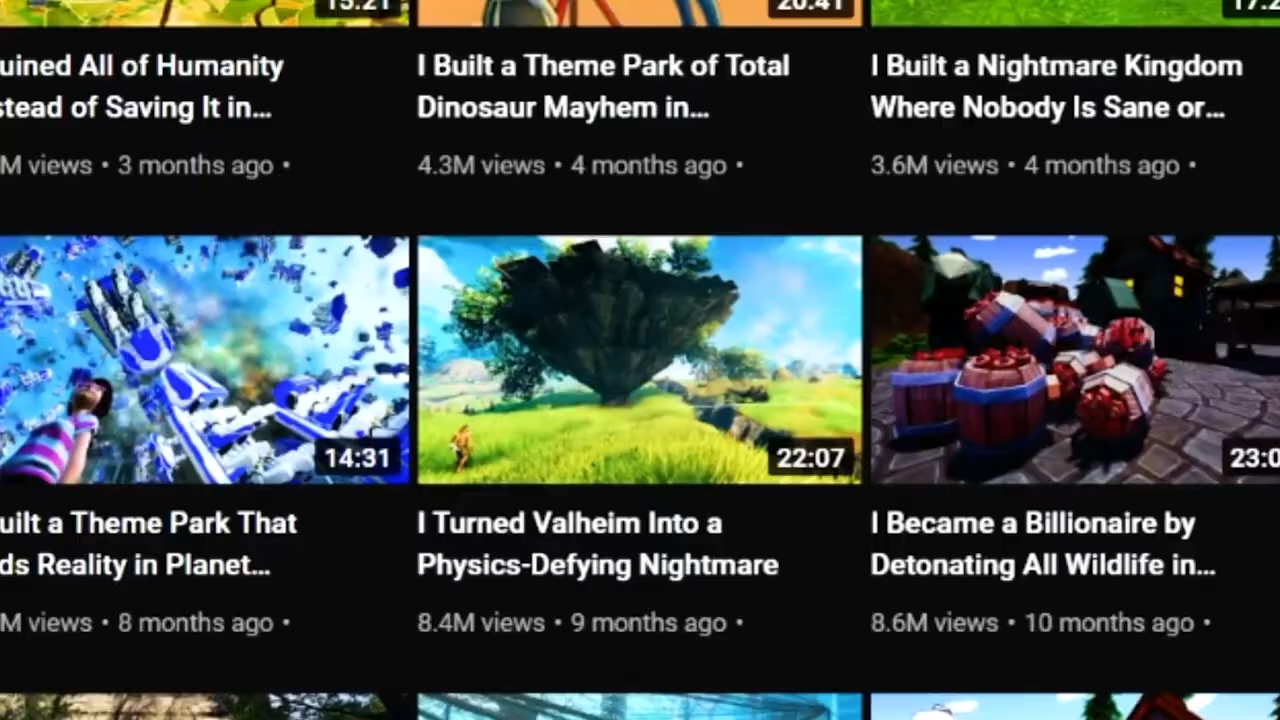 15:21
20:41
uined All of Humanity
stead of Saving It in...
M views • 3 months ago •
I Built a Theme Park of Total
Dinosaur Mayhem in...
4.3M views • 4 months ago •
I Built a Nightmare Kingdom
Where Nobody Is Sane or...
3.6M views • 4 months ago •
14:31
22:07
23:0
uilt a Theme Park That
ds Reality in Planet...
M views • 8 months ago •
I Turned Valheim Into a
Physics-Defying Nightmare
8.4M views • 9 months ago •
I Became a Billionaire by
Detonating All Wildlife in...
8.6M views • 10 months ago •